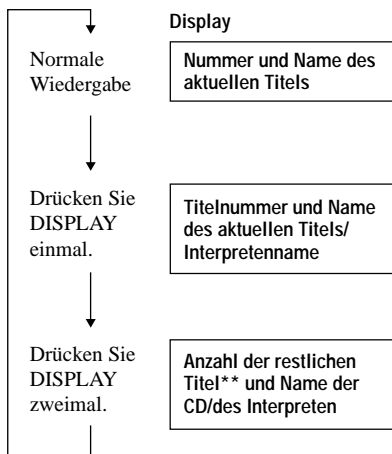 Display
Normale
Wiedergabe
Nummer und Name des
aktuellen Titels
Drücken Sie
DISPLAY
einmal.
Titelnummer und Name
des aktuellen Titels/
Interpretenname
Drücken Sie
DISPLAY
zweimal.
Anzahl der restlichen
Titel** und Name der
CD/des Interpreten